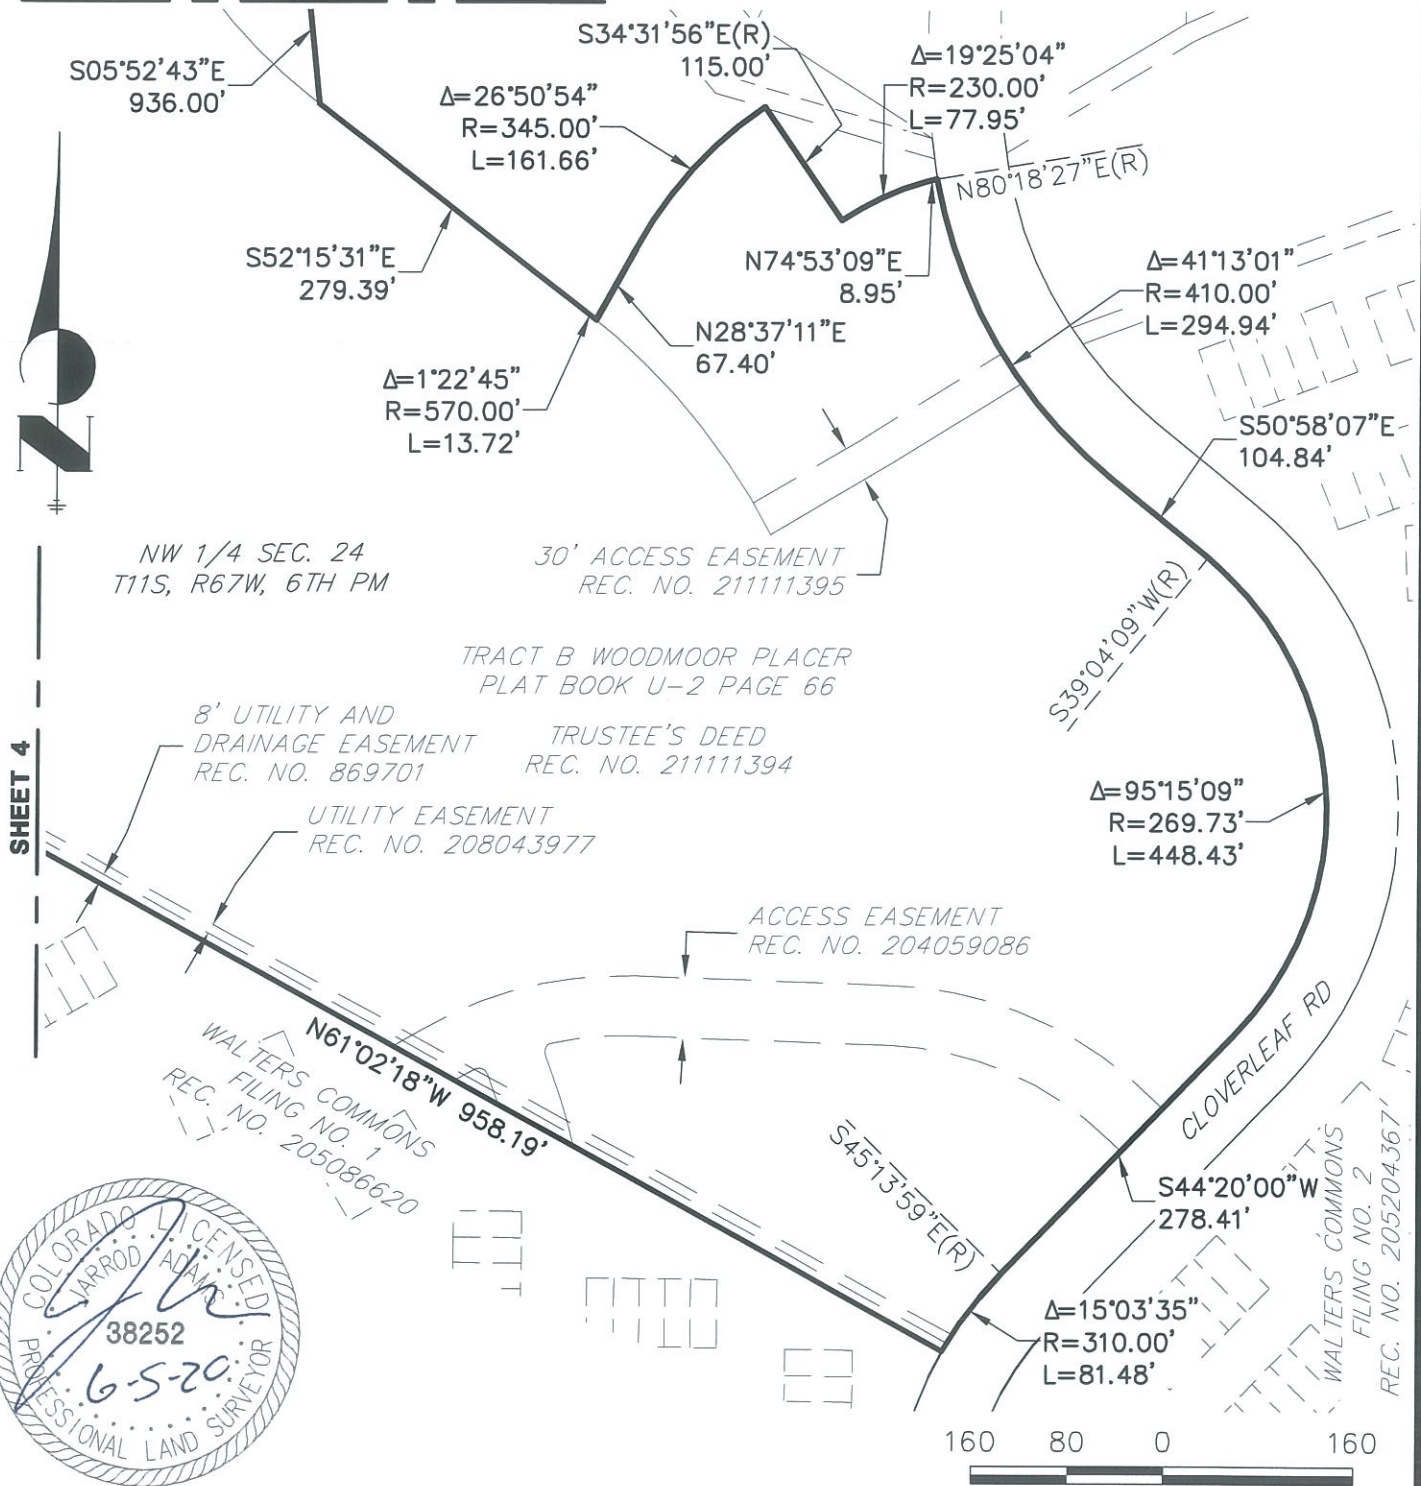 S05°52'43"E
936.00'
S34°31'56"E(R)
115.00'
Δ=19°25'04"
R=230.00'
L=77.95'
Δ=26°50'54"
R=345.00'
L=161.66'
N80°18'27"E(R)
S52°15'31"E
279.39'
N74°53'09"E
8.95'
Δ=41°13'01"
R=410.00'
L=294.94'
N28°37'11"E
67.40'
Δ=1°22'45"
R=570.00'
L=13.72'
S50°58'07"E
104.84'
N
NW 1/4 SEC. 24
T11S, R67W, 6TH PM
30' ACCESS EASEMENT
REC. NO. 211111395
S39°04'09"W(R)
TRACT B WOODMOOR PLACER
PLAT BOOK U-2 PAGE 66
8' UTILITY AND
DRAINAGE EASEMENT
REC. NO. 869701
TRUSTEE'S DEED
REC. NO. 211111394
SHEET 4
UTILITY EASEMENT
REC. NO. 208043977
Δ=95°15'09"
R=269.73'
L=448.43'
ACCESS EASEMENT
REC. NO. 204059086
N61°02'18"W 958.19'
WALTERS COMMONS
FILING NO. 1
REC. NO. 205086620
CLOVERLEAF RD
S45°13'59"E(R)
S44°20'00"W
278.41'
WALTERS COMMONS
FILING NO. 2
REC. NO. 205204367
Δ=15°03'35"
R=310.00'
L=81.48'
COLORADO LICENSED
JARROD ADAMS
38252
6-5-20
PROFESSIONAL LAND SURVEYOR
160 80 0 160